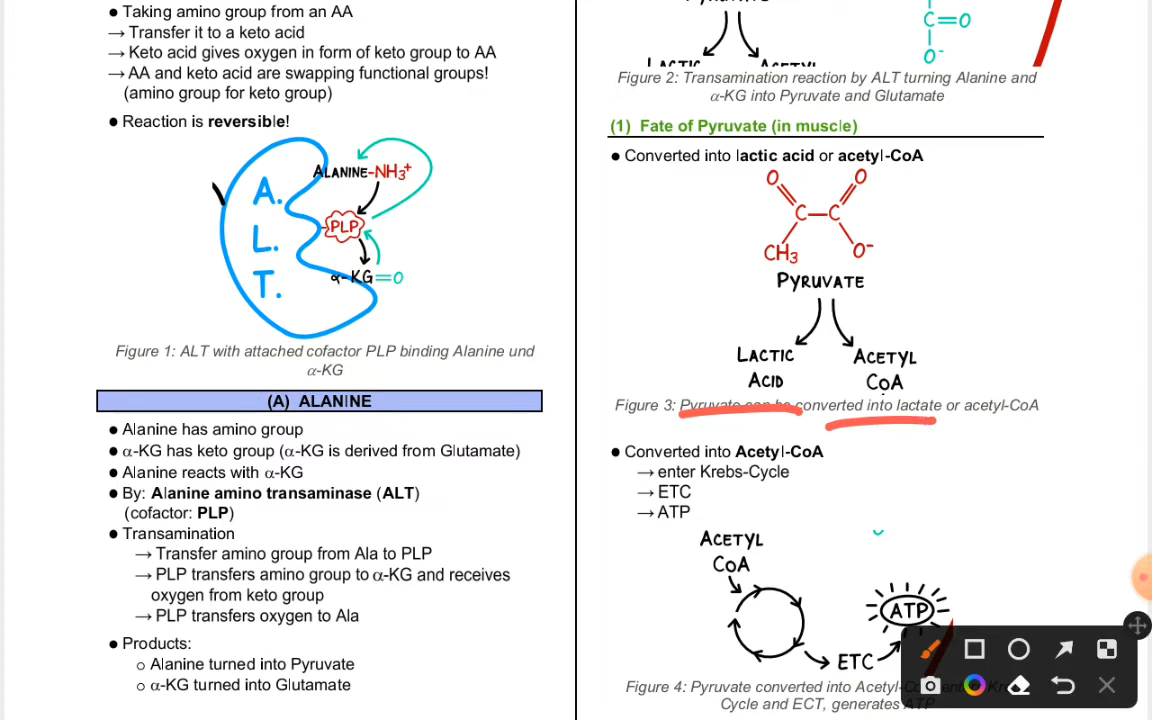 ● Taking amino group from an AA
→ Transfer it to a keto acid
→ Keto acid gives oxygen in form of keto group to AA
→ AA and keto acid are swapping functional groups!
(amino group for keto group)
● Reaction is reversible!
ALANINE-NH3+
A.
PLP
L.
α-KG=O
T.
Figure 1: ALT with attached cofactor PLP binding Alanine und
α-KG
(A) ALANINE
● Alanine has amino group
● α-KG has keto group (α-KG is derived from Glutamate)
● Alanine reacts with α-KG
● By: Alanine amino transaminase (ALT)
(cofactor: PLP)
● Transamination
→ Transfer amino group from Ala to PLP
→ PLP transfers amino group to α-KG and receives
oxygen from keto group
→ PLP transfers oxygen to Ala
● Products:
o Alanine turned into Pyruvate
o α-KG turned into Glutamate
C=O
O-
LACTIC ACETYL
Figure 2: Transamination reaction by ALT turning Alanine and
α-KG into Pyruvate and Glutamate
(1) Fate of Pyruvate (in muscle)
● Converted into lactic acid or acetyl-CoA
O O
C-C
CH3 O-
PYRUVATE
LACTIC ACETYL
ACID CoA
Figure 3: Pyruvate can be converted into lactate or acetyl-CoA
● Converted into Acetyl-CoA
→ enter Krebs-Cycle
→ ETC
→ ATP
ACETYL
CoA
ATP
ETC
Figure 4: Pyruvate converted into Acetyl-
Cycle and ECT, generates ATP